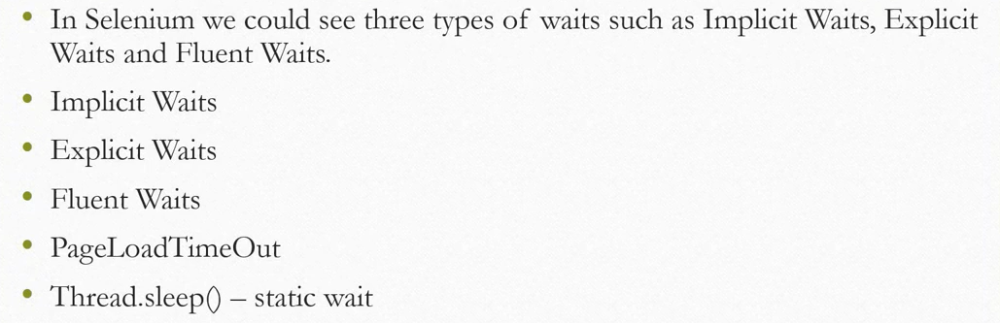 • In Selenium we could see three types of waits such as Implicit Waits, Explicit
Waits and Fluent Waits.
• Implicit Waits
• Explicit Waits
• Fluent Waits
• PageLoadTimeOut
• Thread.sleep() – static wait